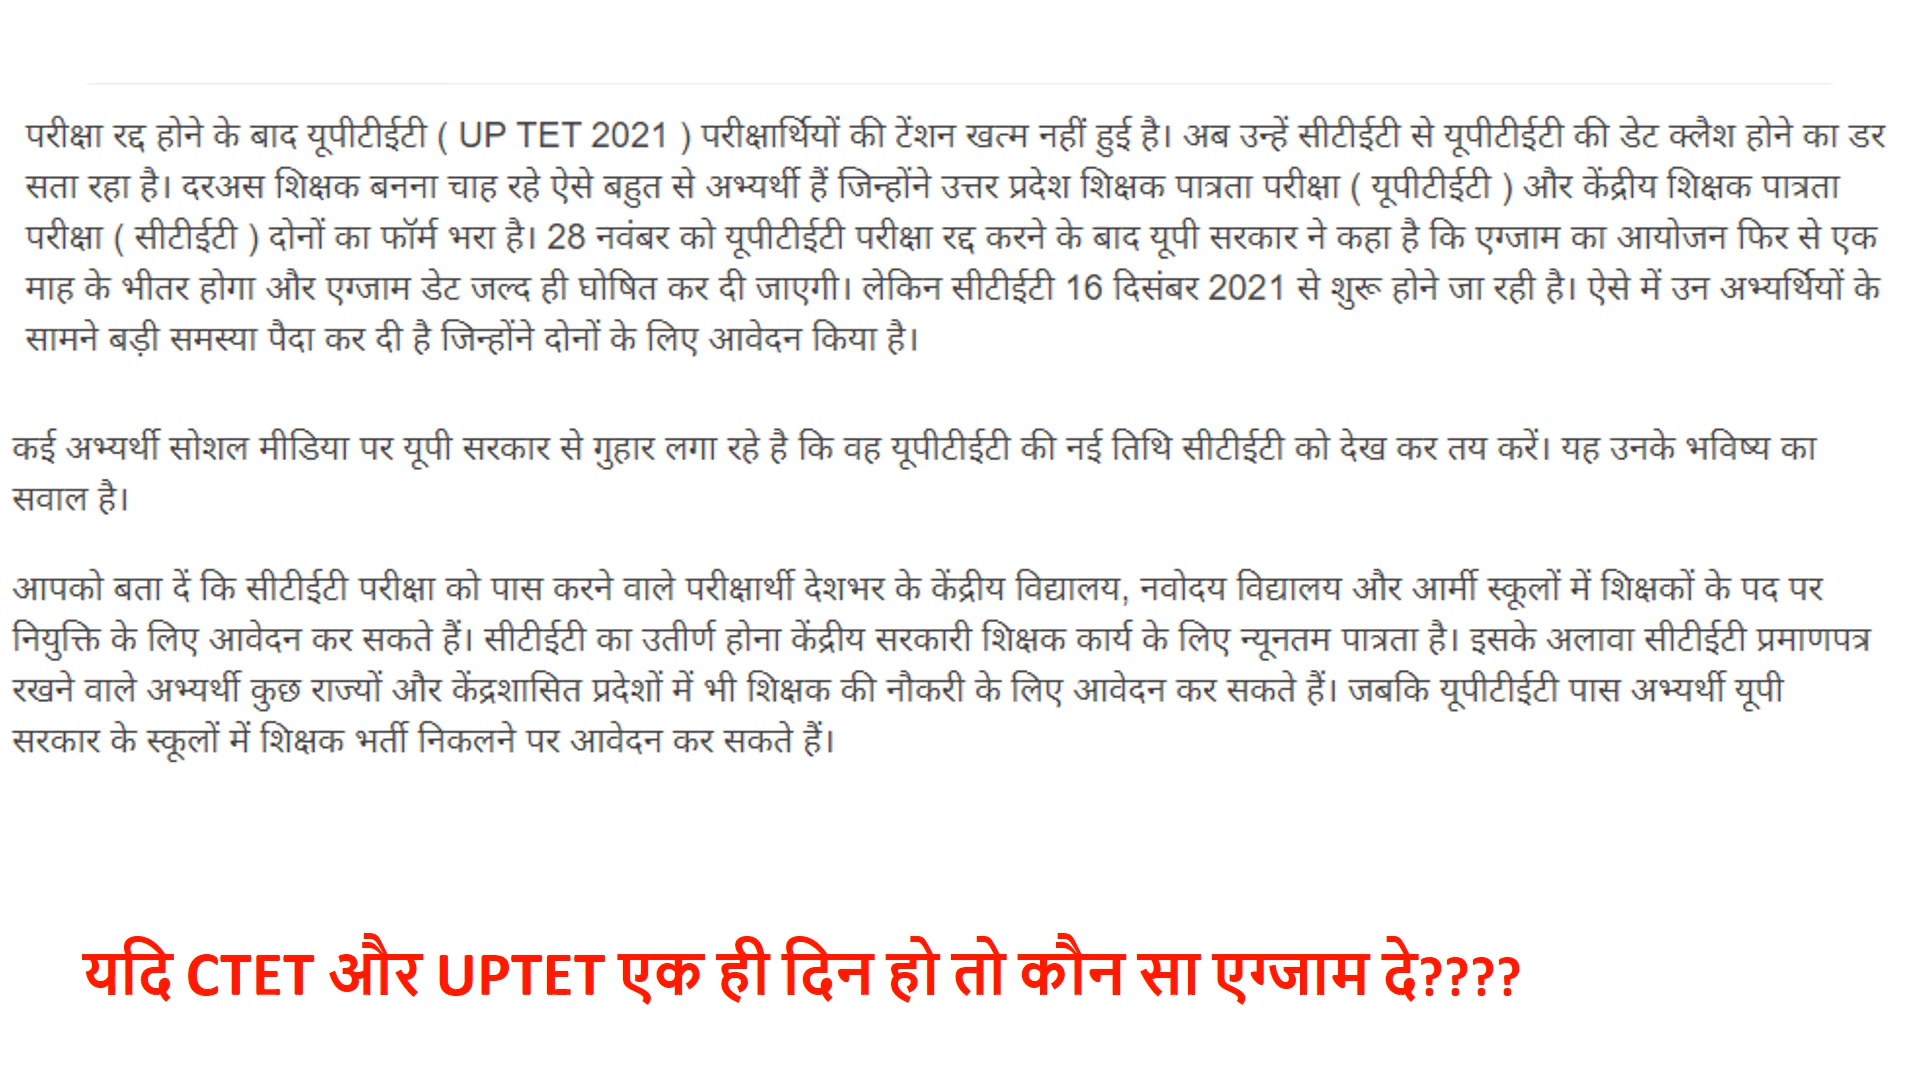 परीक्षा रद्द होने के बाद यूपीटीईटी ( UP TET 2021 ) परीक्षार्थियों की टेंशन खत्म नहीं हुई है। अब उन्हें सीटीईटी से यूपीटीईटी की डेट क्लैश होने का डर
सता रहा है। दरअस शिक्षक बनना चाह रहे ऐसे बहुत से अभ्यर्थी हैं जिन्होंने उत्तर प्रदेश शिक्षक पात्रता परीक्षा ( यूपीटीईटी ) और केंद्रीय शिक्षक पात्रता
परीक्षा ( सीटीईटी ) दोनों का फॉर्म भरा है। 28 नवंबर को यूपीटीईटी परीक्षा रद्द करने के बाद यूपी सरकार ने कहा है कि एग्जाम का आयोजन फिर से एक
माह के भीतर होगा और एग्जाम डेट जल्द ही घोषित कर दी जाएगी। लेकिन सीटीईटी 16 दिसंबर 2021 से शुरू होने जा रही है। ऐसे में उन अभ्यर्थियों के
सामने बड़ी समस्या पैदा कर दी है जिन्होंने दोनों के लिए आवेदन किया है।
कई अभ्यर्थी सोशल मीडिया पर यूपी सरकार से गुहार लगा रहे है कि वह यूपीटीईटी की नई तिथि सीटीईटी को देख कर तय करें। यह उनके भविष्य का
सवाल है।
आपको बता दें कि सीटीईटी परीक्षा को पास करने वाले परीक्षार्थी देशभर के केंद्रीय विद्यालय, नवोदय विद्यालय और आर्मी स्कूलों में शिक्षकों के पद पर
नियुक्ति के लिए आवेदन कर सकते हैं। सीटीईटी का उतीर्ण होना केंद्रीय सरकारी शिक्षक कार्य के लिए न्यूनतम पात्रता है। इसके अलावा सीटीईटी प्रमाणपत्र
रखने वाले अभ्यर्थी कुछ राज्यों और केंद्रशासित प्रदेशों में भी शिक्षक की नौकरी के लिए आवेदन कर सकते हैं। जबकि यूपीटीईटी पास अभ्यर्थी यूपी
सरकार के स्कूलों में शिक्षक भर्ती निकलने पर आवेदन कर सकते हैं।
यदि CTET और UPTET एक ही दिन हो तो कौन सा एग्जाम दे????